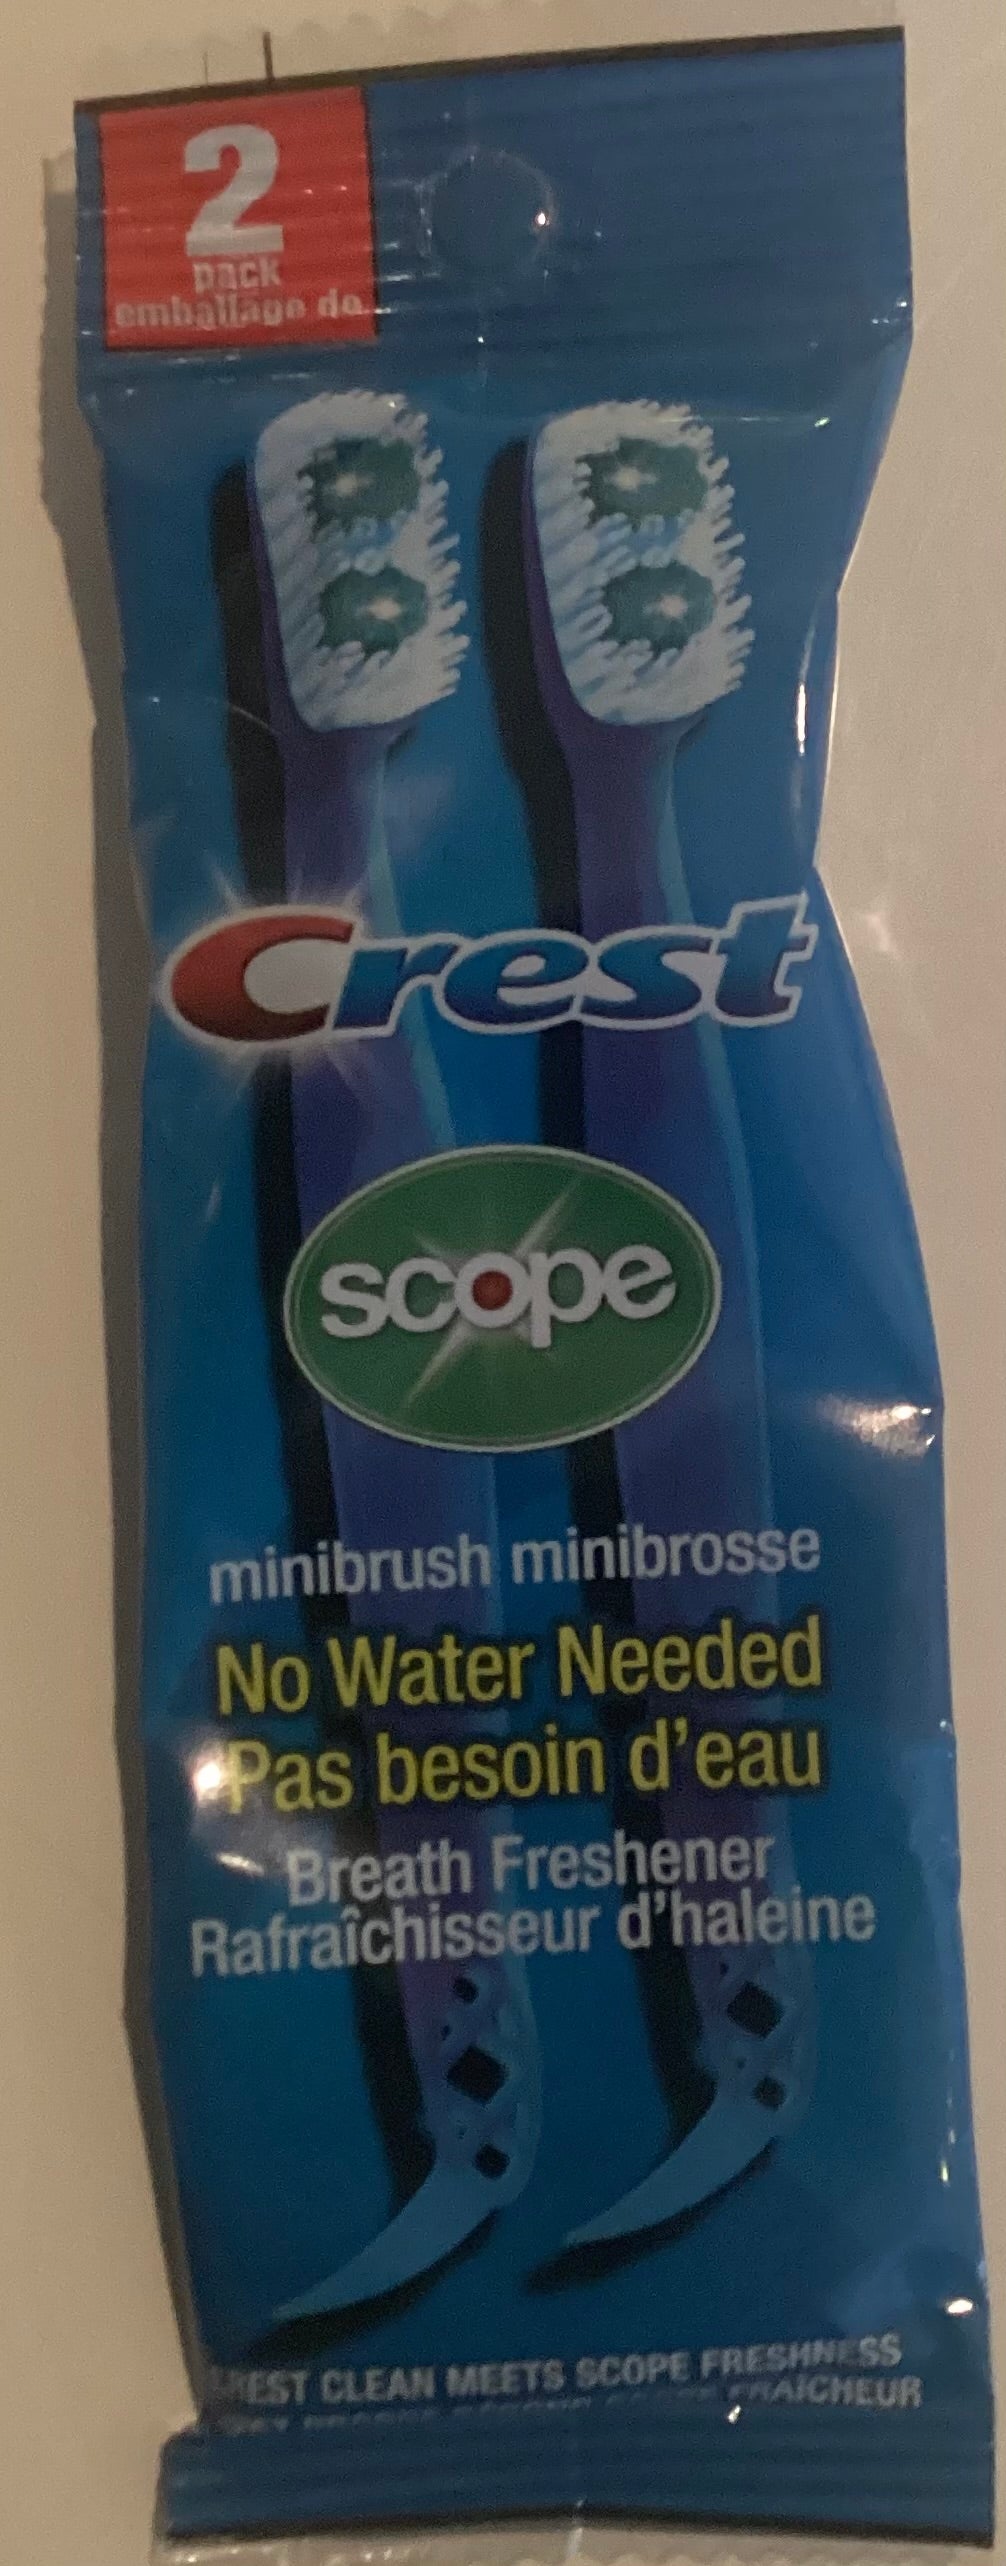 2
pack
emballage de
Crest
scope
minibrush minibrosse
No Water Needed
Pas besoin d'eau
Breath Freshener
Rafraîchisseur d'haleine
CREST CLEAN MEETS SCOPE FRESHNESS
FRAÎCHEUR